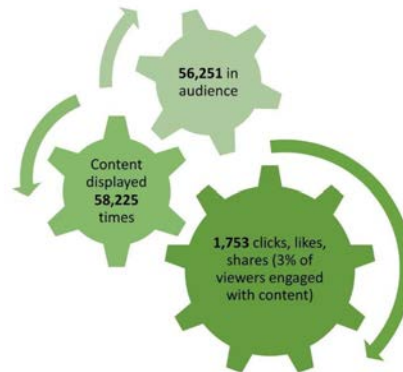 56,251 in
audience
Content
displayed
58,225
times
1,753 clicks, likes,
shares (3% of
viewers engaged
with content)